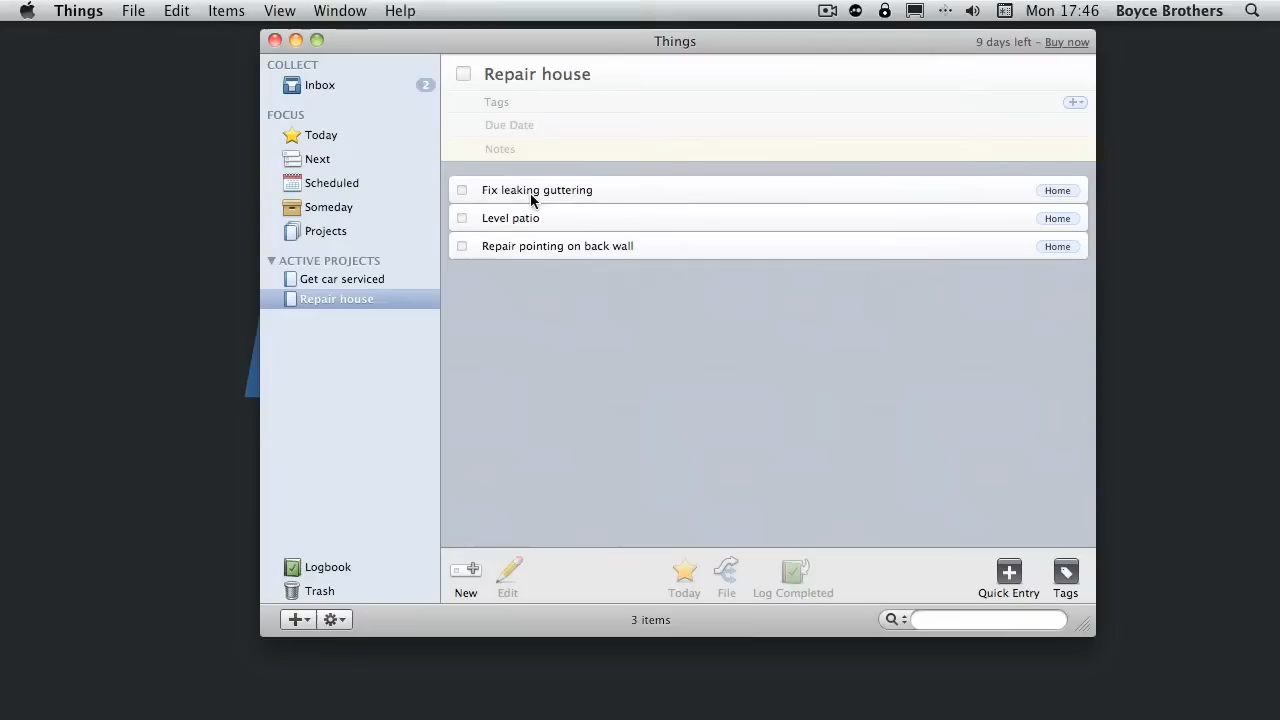 Things File Edit Items View Window Help Mon 17:46 Boyce Brothers
Things
9 days left – Buy now
COLLECT
Inbox 2
FOCUS
Today
Next
Scheduled
Someday
Projects
ACTIVE PROJECTS
Get car serviced
Repair house
Logbook
Trash
Repair house
Tags
Due Date
Notes
Fix leaking guttering Home
Level patio Home
Repair pointing on back wall Home
New Edit Today File Log Completed Quick Entry Tags
3 items